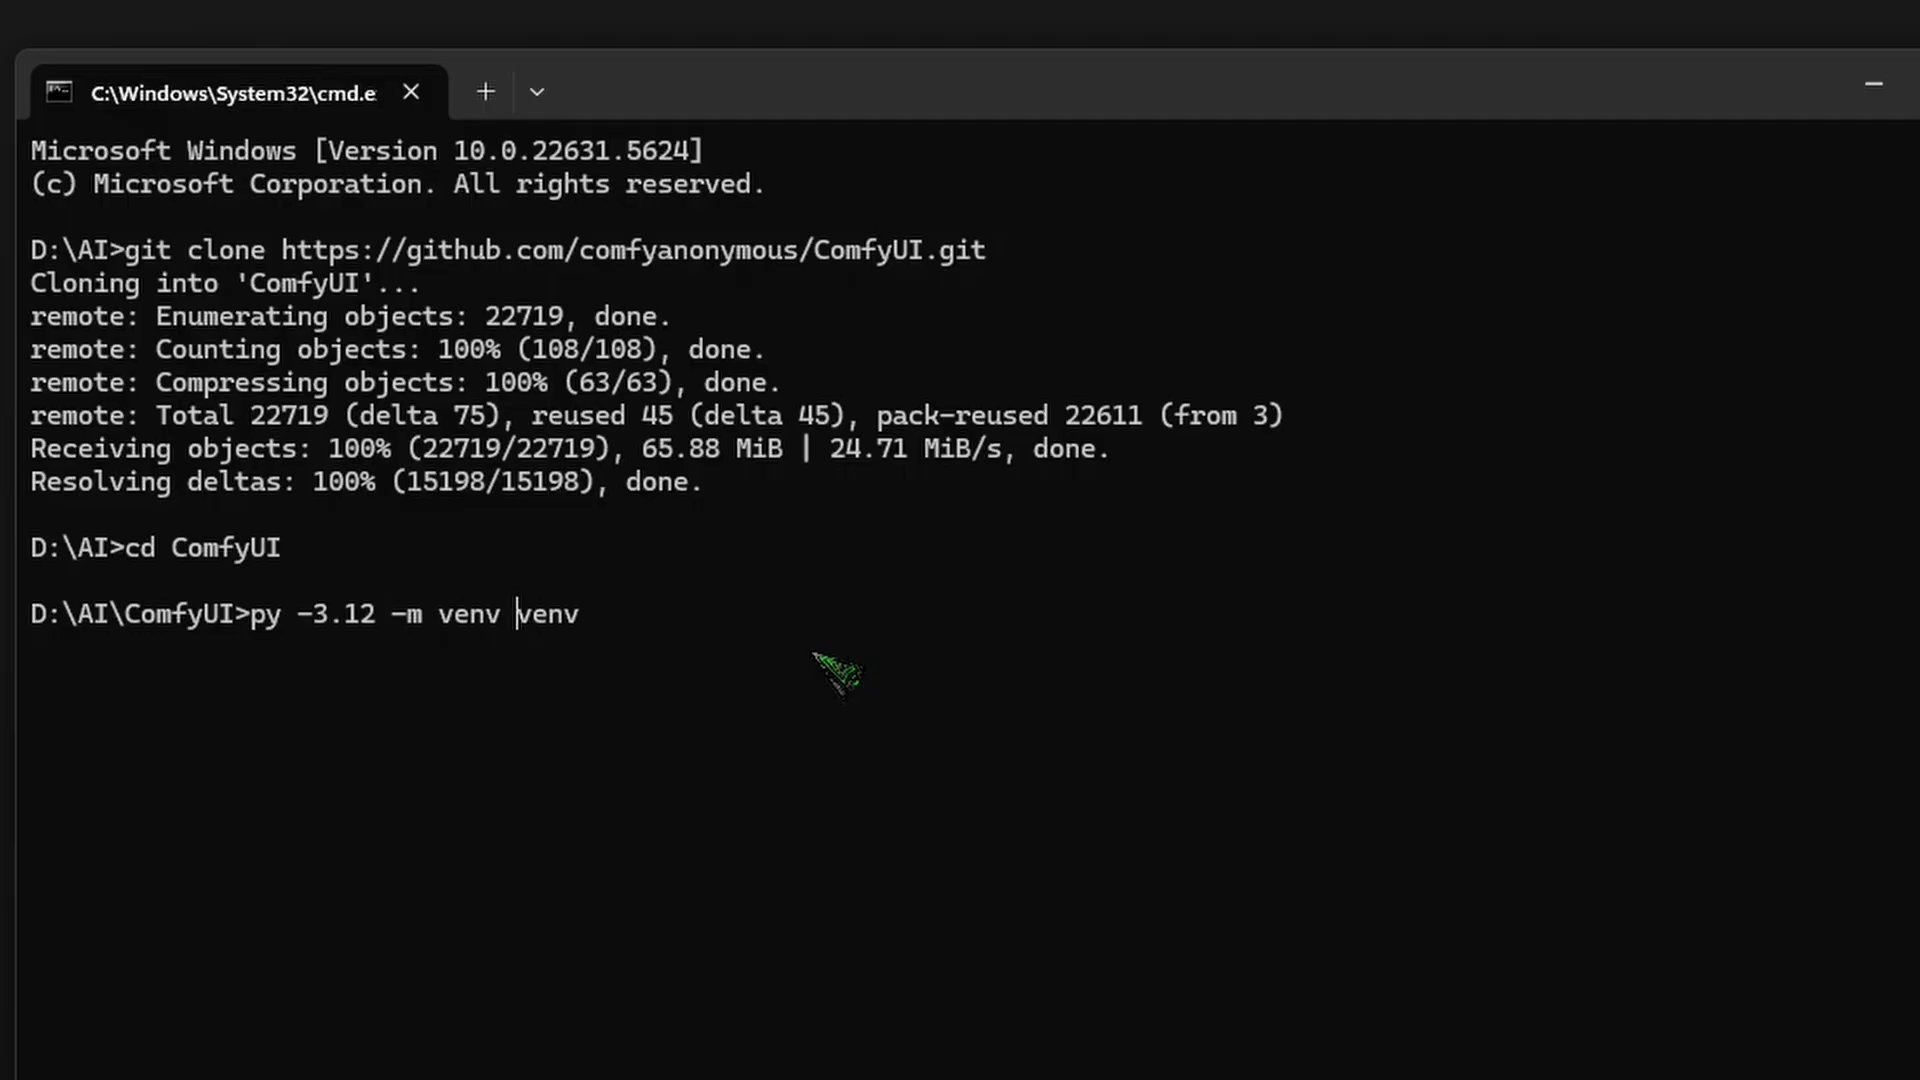 C:\Windows\System32\cmd.e
Microsoft Windows [Version 10.0.22631.5624]
(c) Microsoft Corporation. All rights reserved.
D:\AI>git clone https://github.com/comfyanonymous/ComfyUI.git
Cloning into 'ComfyUI'...
remote: Enumerating objects: 22719, done.
remote: Counting objects: 100% (108/108), done.
remote: Compressing objects: 100% (63/63), done.
remote: Total 22719 (delta 75), reused 45 (delta 45), pack-reused 22611 (from 3)
Receiving objects: 100% (22719/22719), 65.88 MiB | 24.71 MiB/s, done.
Resolving deltas: 100% (15198/15198), done.
D:\AI>cd ComfyUI
D:\AI\ComfyUI>py -3.12 -m venv venv